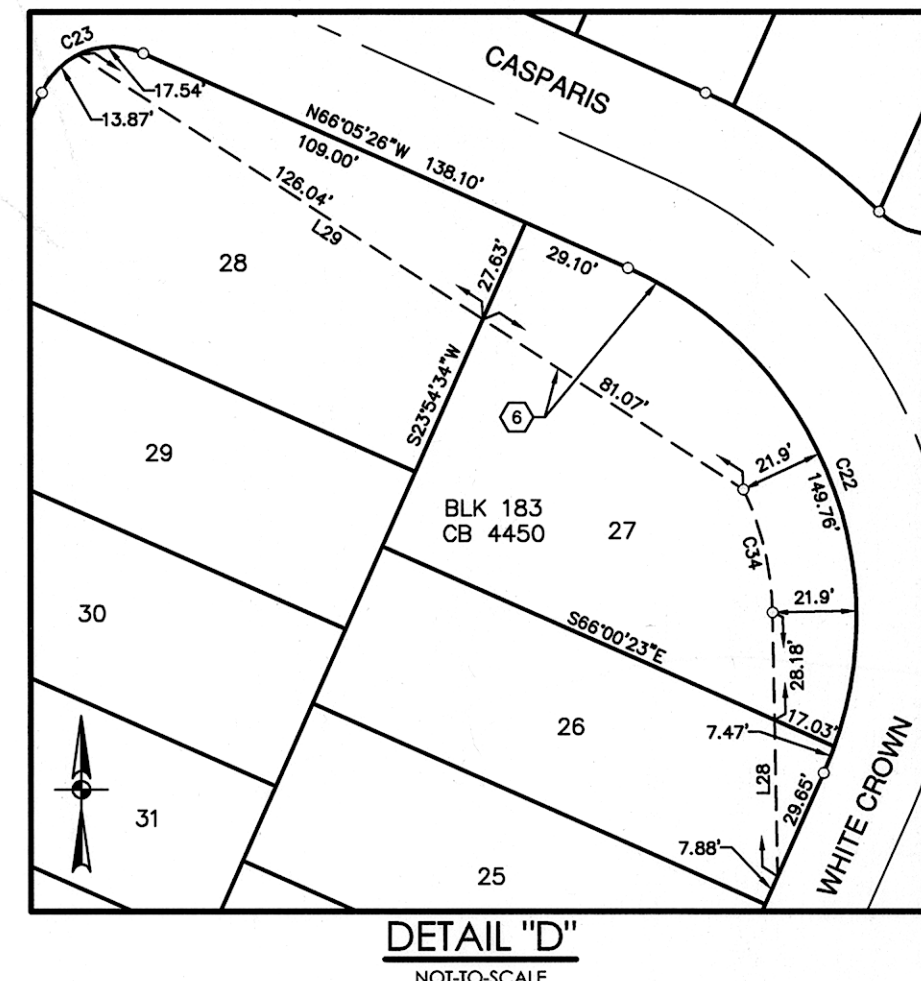 C23
CASPARIS
17.54'
13.87'
N66°05'26"W 138.10'
109.00'
126.04'
L29
28
27.63'
29.10'
S23°54'34"W
6
81.07'
29
21.9'
C22
149.76'
BLK 183
CB 4450
27
C34
21.9'
30
S66°00'23"E
28.18'
17.03'
7.47'
26
L28
29.65'
WHITE CROWN
31
7.88'
25
DETAIL "D"
NOT-TO-SCALE